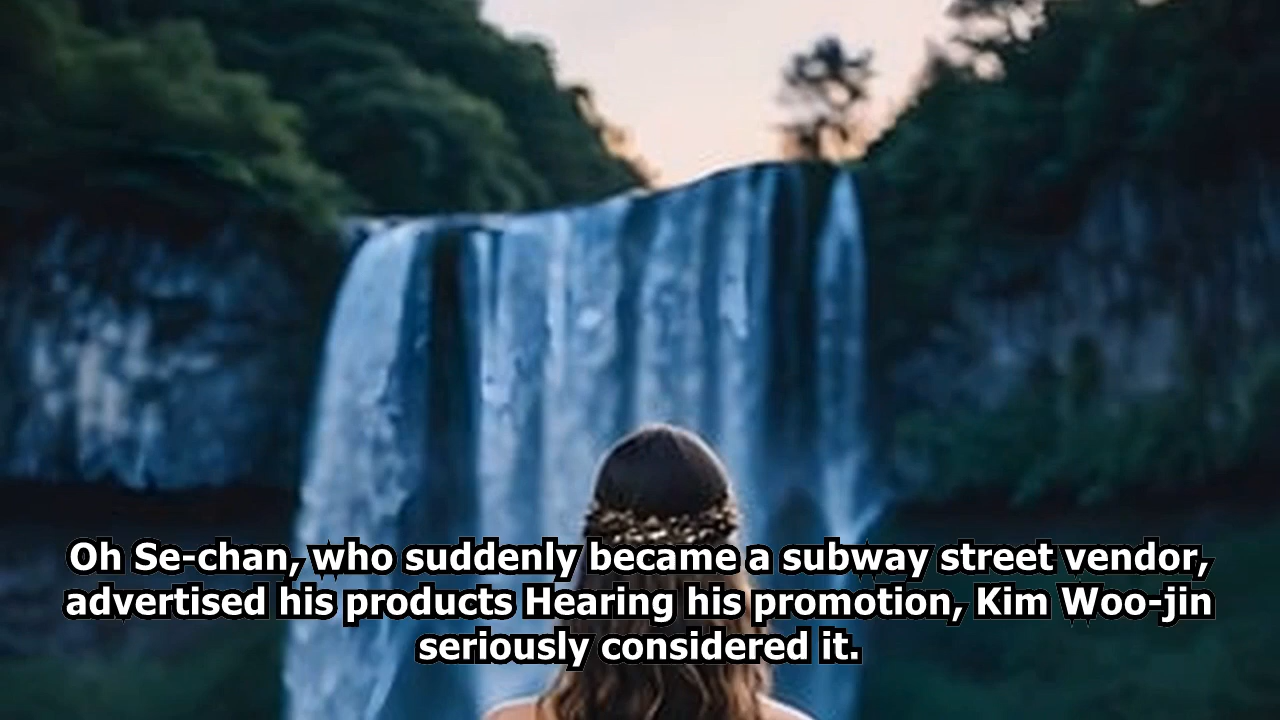 Oh Se-chan, who suddenly became a subway street vendor,
advertised his products Hearing his promotion, Kim Woo-jin
seriously considered it.